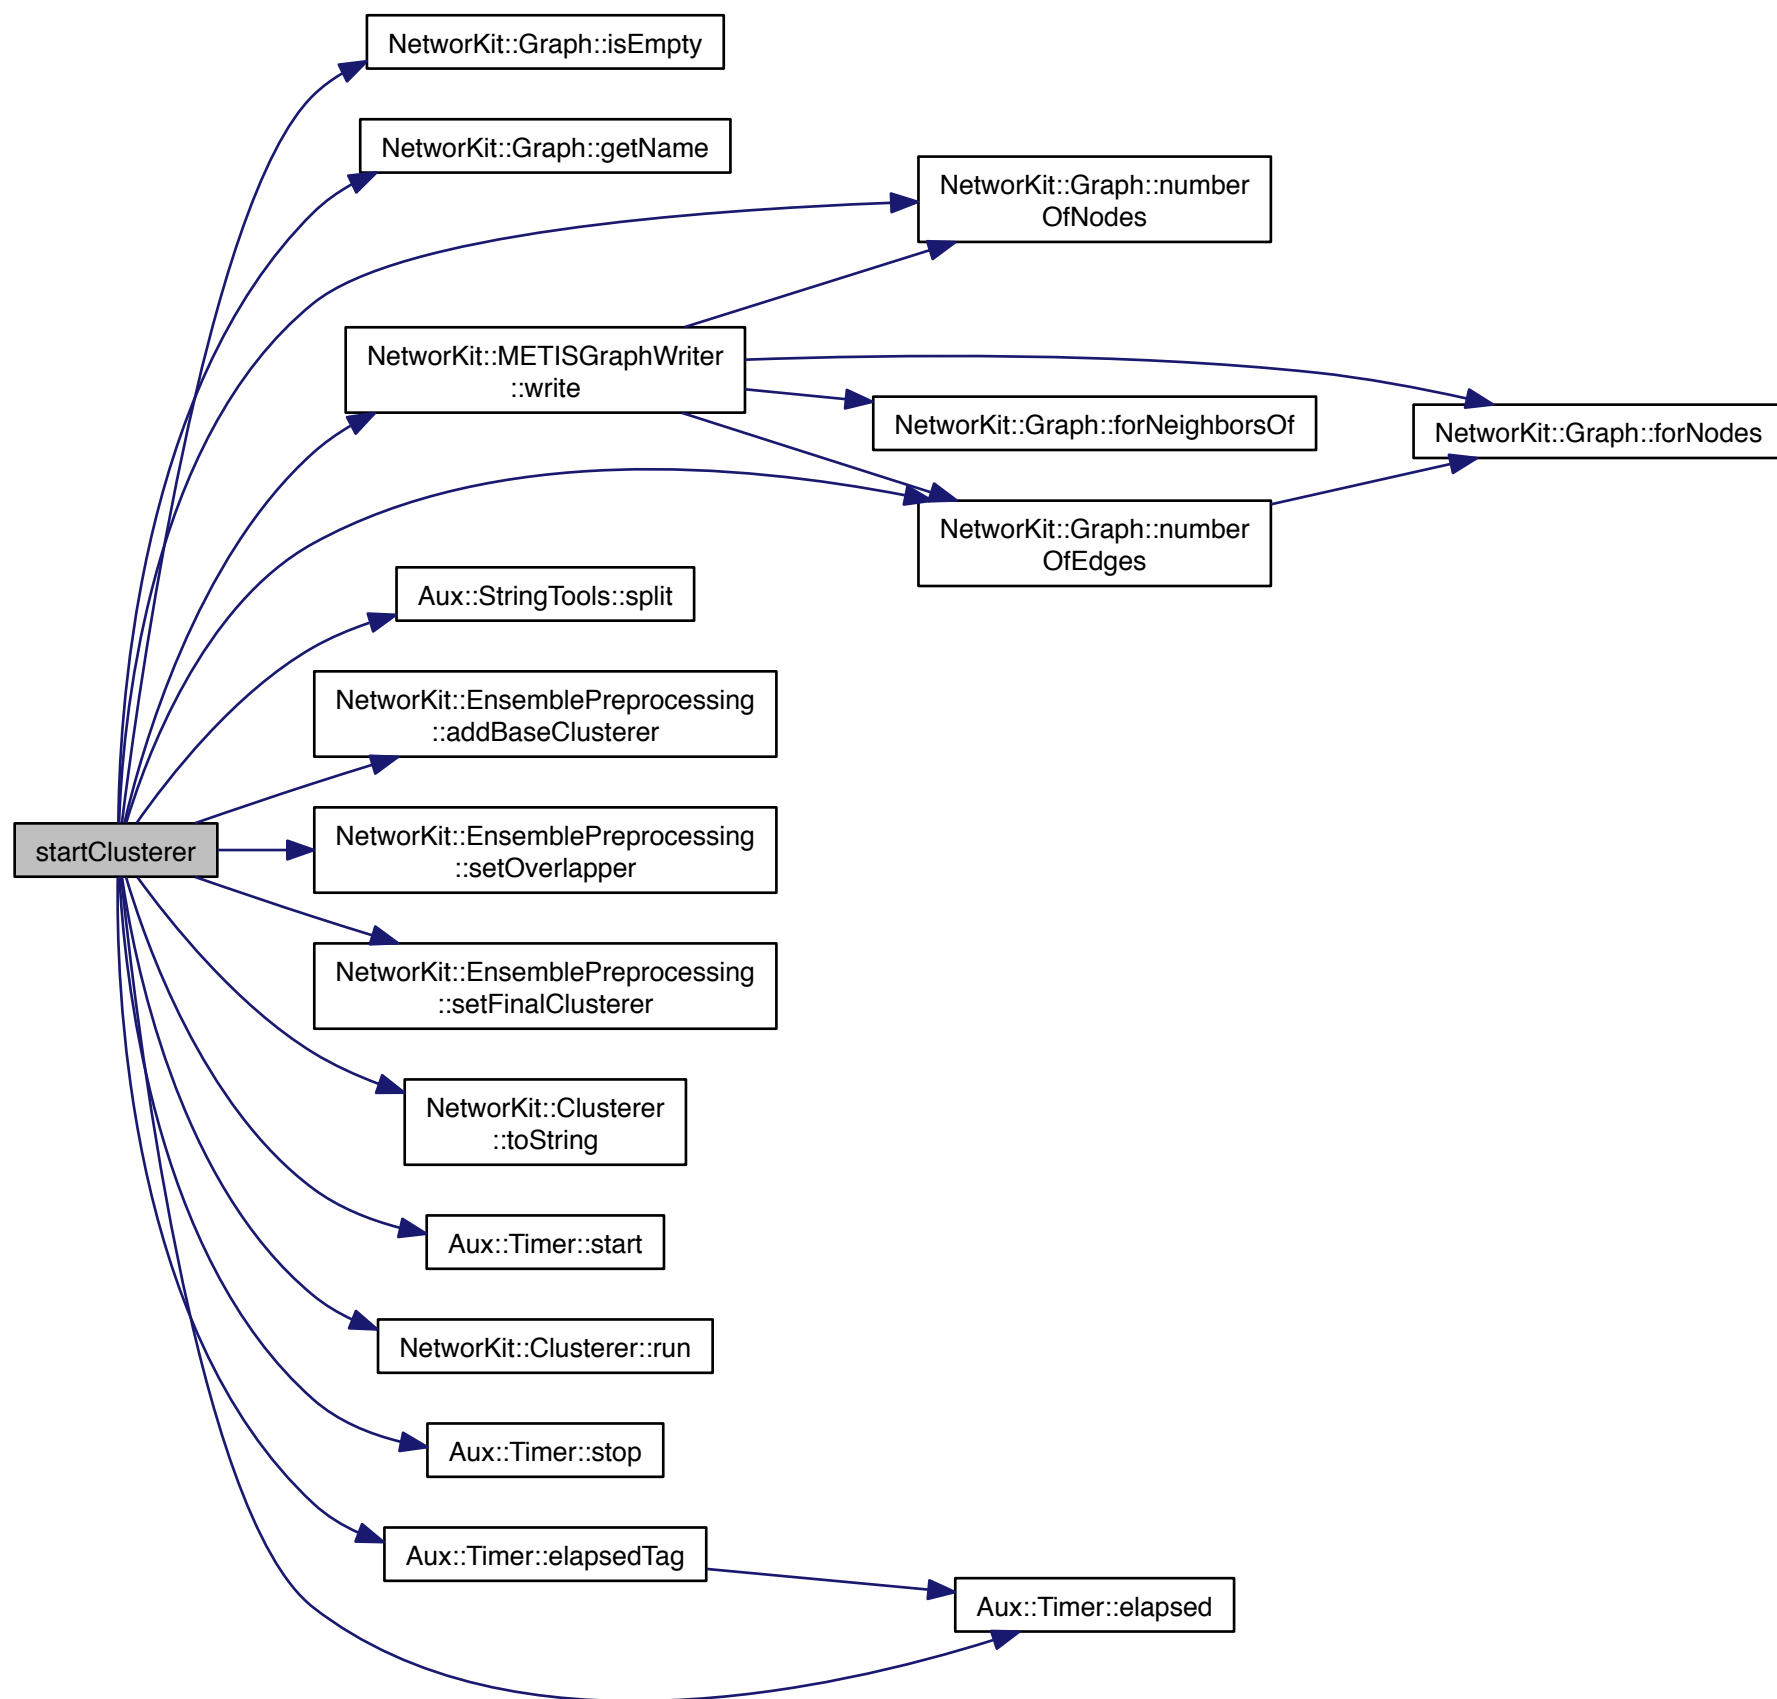 NetworKit::Graph::isEmpty
NetworKit::Graph::getName
NetworKit::Graph::number
OfNodes
NetworKit::METISGraphWriter
::write
NetworKit::Graph::forNeighborsOf
NetworKit::Graph::forNodes
NetworKit::Graph::number
OfEdges
Aux::StringTools::split
NetworKit::EnsemblePreprocessing
::addBaseClusterer
startClusterer
NetworKit::EnsemblePreprocessing
::setOverlapper
NetworKit::EnsemblePreprocessing
::setFinalClusterer
NetworKit::Clusterer
::toString
Aux::Timer::start
NetworKit::Clusterer::run
Aux::Timer::stop
Aux::Timer::elapsedTag
Aux::Timer::elapsed